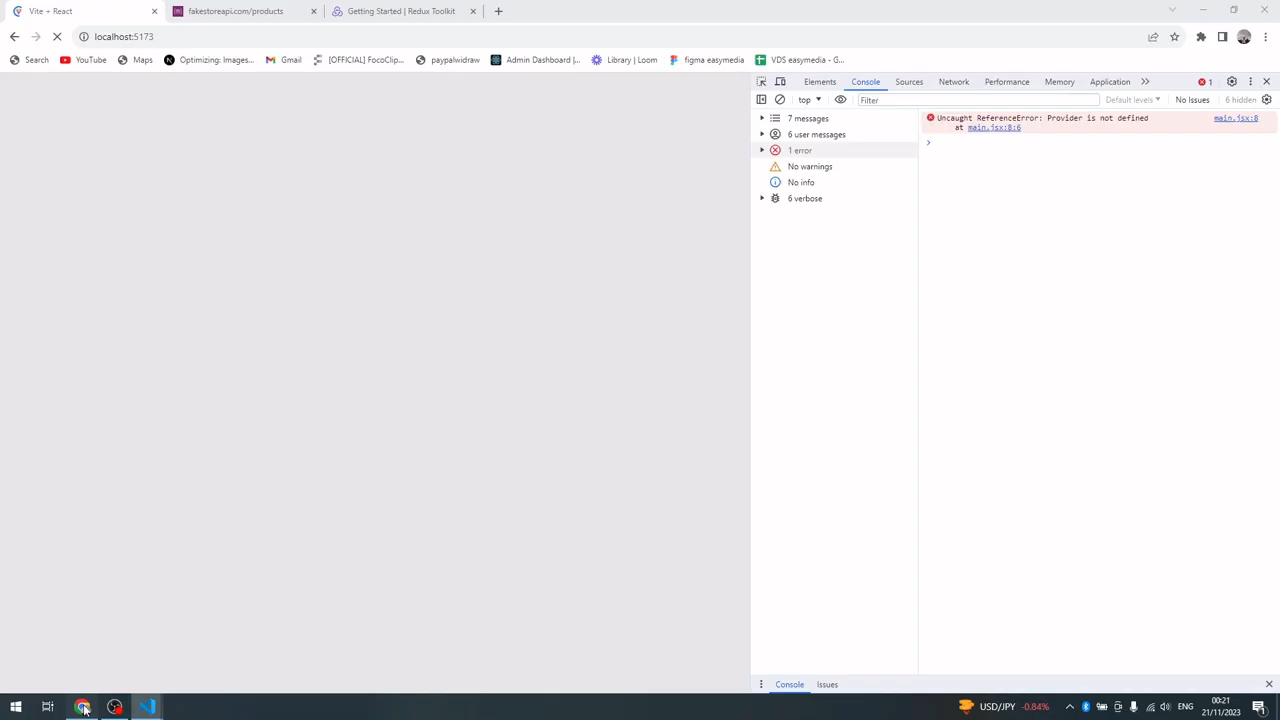 Vite + React
fakestoreapi.com/products
Getting Started | Redux Toolkit
localhost:5173
Search
YouTube
Maps
Optimizing: Images...
Gmail
[OFFICIAL] FocoClip...
paypalwidraw
Admin Dashboard |...
Library | Loom
figma easymedia
VDS easymedia - G...
Elements
Console
Sources
Network
Performance
Memory
Application
1
top
Filter
Default levels
No Issues
6 hidden
7 messages
6 user messages
1 error
No warnings
No info
6 verbose
Uncaught ReferenceError: Provider is not defined
main.jsx:8
at main.jsx:8:6
Console
Issues
USD/JPY -0.84%
ENG
00:21
21/11/2023
1